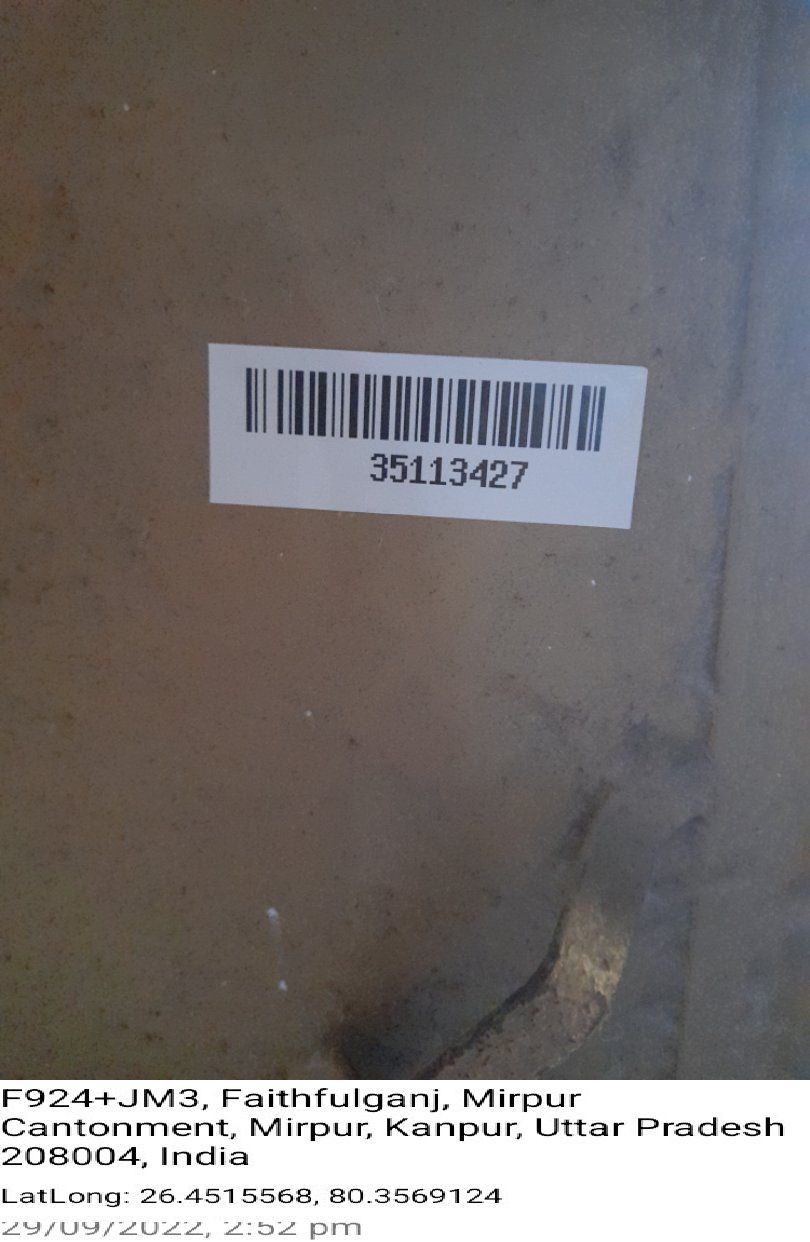 35113427
F924+JM3, Faithfulganj, Mirpur
Cantonment, Mirpur, Kanpur, Uttar Pradesh
208004, India
LatLong: 26.4515568, 80.3569124
29/09/2022, 2:52 pm